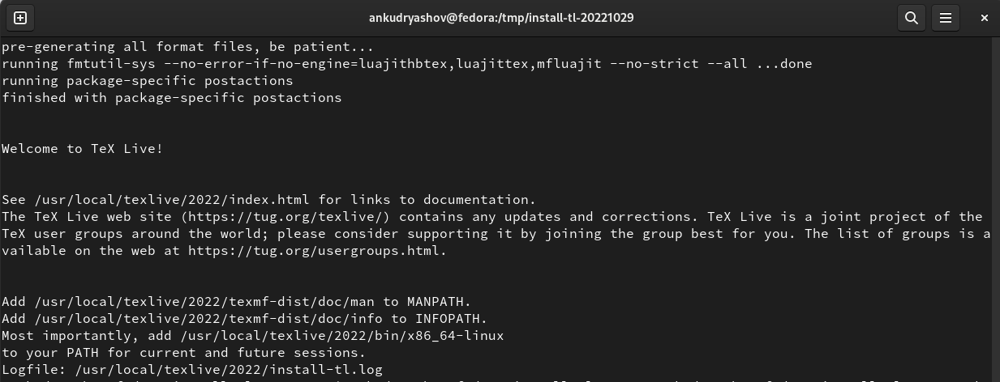 ankudryashov@fedora:/tmp/install-tl-20221029
pre-generating all format files, be patient...
running fmtutil-sys --no-error-if-no-engine=luajithbtex,luajittex,mfluajit --no-strict --all ...done
running package-specific postactions
finished with package-specific postactions
Welcome to TeX Live!
See /usr/local/texlive/2022/index.html for links to documentation.
The TeX Live web site (https://tug.org/texlive/) contains any updates and corrections. TeX Live is a joint project of the
TeX user groups around the world; please consider supporting it by joining the group best for you. The list of groups is a
vailable on the web at https://tug.org/usergroups.html.
Add /usr/local/texlive/2022/texmf-dist/doc/man to MANPATH.
Add /usr/local/texlive/2022/texmf-dist/doc/info to INFOPATH.
Most importantly, add /usr/local/texlive/2022/bin/x86_64-linux
to your PATH for current and future sessions.
Logfile: /usr/local/texlive/2022/install-tl.log